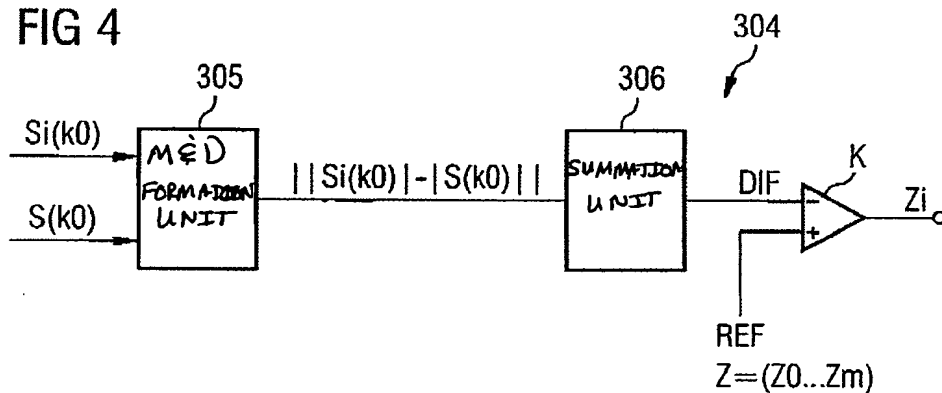 FIG 4
304
305
306
Si(k0)
S(k0)
M&D
FORMATION
UNIT
||Si(k0)|-|S(k0)||
SUMMATION
UNIT
DIF
K
-
+
Zi
REF
Z=(Z0...Zm)